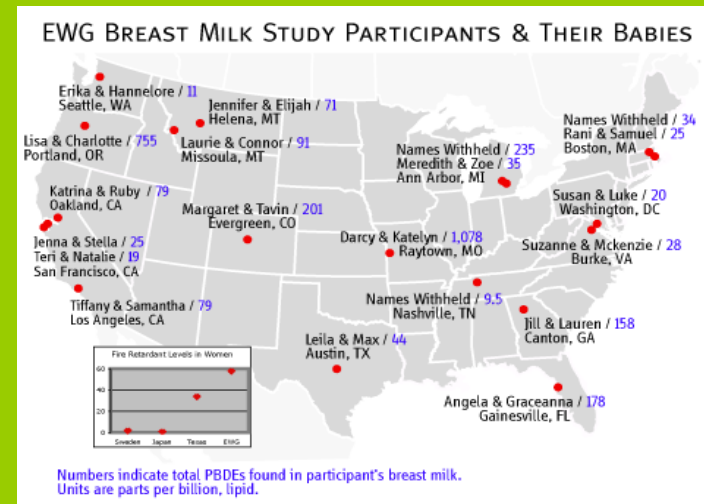 EWG Breast Milk Study Participants & Their Babies
Erika & Hannelore / 11
Seattle, WA
Jennifer & Elijah / 71
Helena, MT
Lisa & Charlotte / 755
Portland, OR
Laurie & Connor / 91
Missoula, MT
Names Withheld / 34
Rani & Samuel / 25
Boston, MA
Names Withheld / 235
Meredith & Zoe / 35
Ann Arbor, MI
Katrina & Ruby / 79
Oakland, CA
Margaret & Tavin / 201
Evergreen, CO
Susan & Luke / 20
Washington, DC
Jenna & Stella / 25
Teri & Natalie / 19
San Francisco, CA
Darcy & Katelyn / 1,078
Raytown, MO
Suzanne & Mckenzie / 28
Burke, VA
Tiffany & Samantha / 79
Los Angeles, CA
Names Withheld / 9.5
Nashville, TN
Jill & Lauren / 158
Canton, GA
Leila & Max / 44
Austin, TX
Angela & Graceanna / 178
Gainesville, FL
Fire Retardant Levels in Women
60
40
20
0
Sweden Japan Texas EWG
Numbers indicate total PBDEs found in participant's breast milk.
Units are parts per billion, lipid.